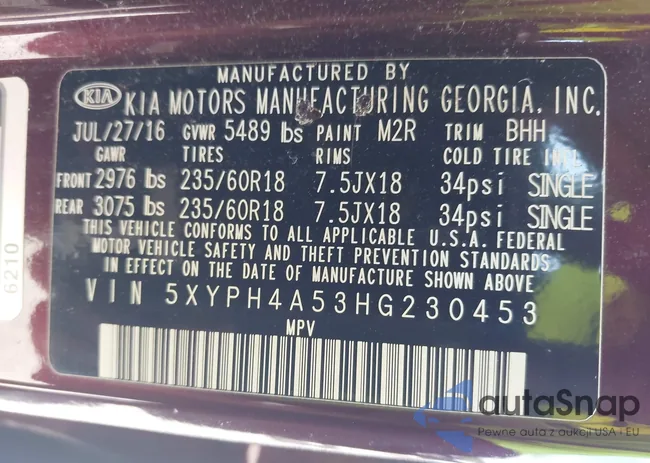 MANUFACTURED BY
KIA KIA MOTORS MANUFACTURING GEORGIA, INC.
JUL/27/16 GVWR 5489 lbs PAINT M2R TRIM BHH
GAWR TIRES RIMS COLD TIRE INFL
FRONT 2976 lbs 235/60R18 7.5JX18 34psi SINGLE
REAR 3075 lbs 235/60R18 7.5JX18 34psi SINGLE
THIS VEHICLE CONFORMS TO ALL APPLICABLE U.S.A. FEDERAL
MOTOR VEHICLE SAFETY AND THEFT PREVENTION STANDARDS
IN EFFECT ON THE DATE OF MANUFACTURE SHOWN ABOVE
VIN 5XYPH4A53HG230453
MPV
6210
autaSnap
Pewne auta z aukcji USA i EU